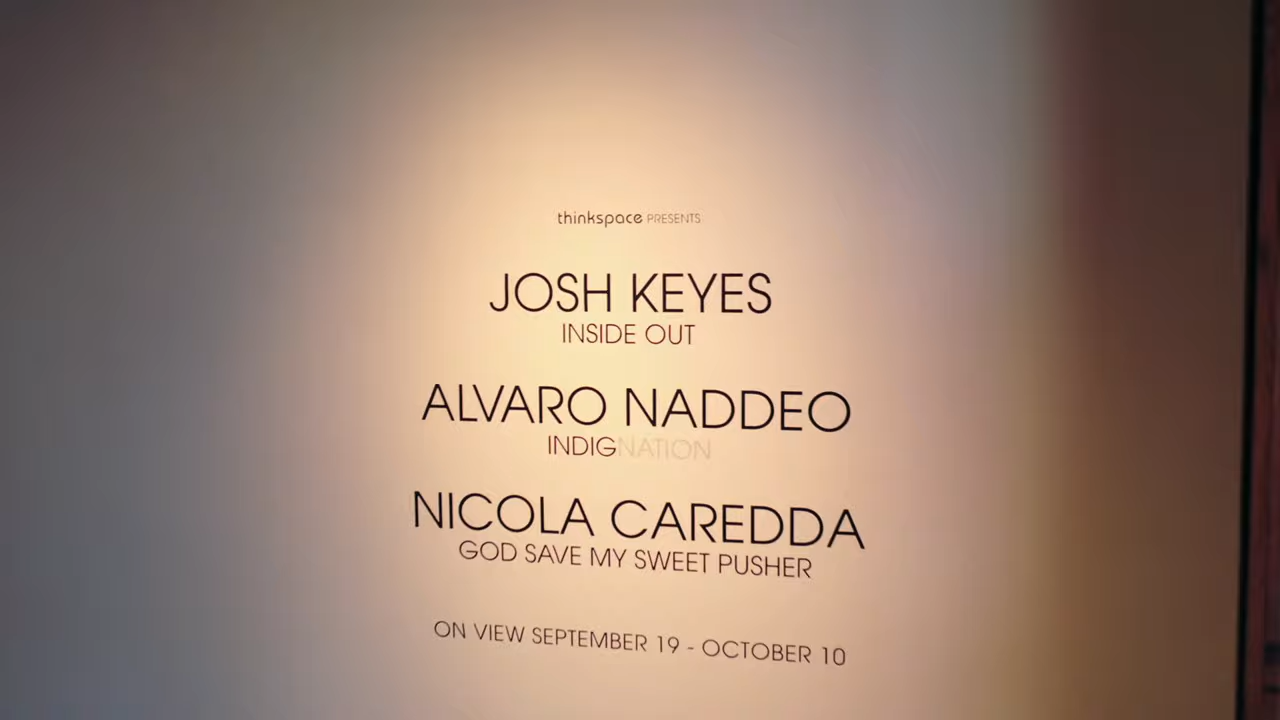 thinkspace PRESENTS
JOSH KEYES
INSIDE OUT
ALVARO NADDEO
INDIGNATION
NICOLA CAREDDA
GOD SAVE MY SWEET PUSHER
ON VIEW SEPTEMBER 19 - OCTOBER 10